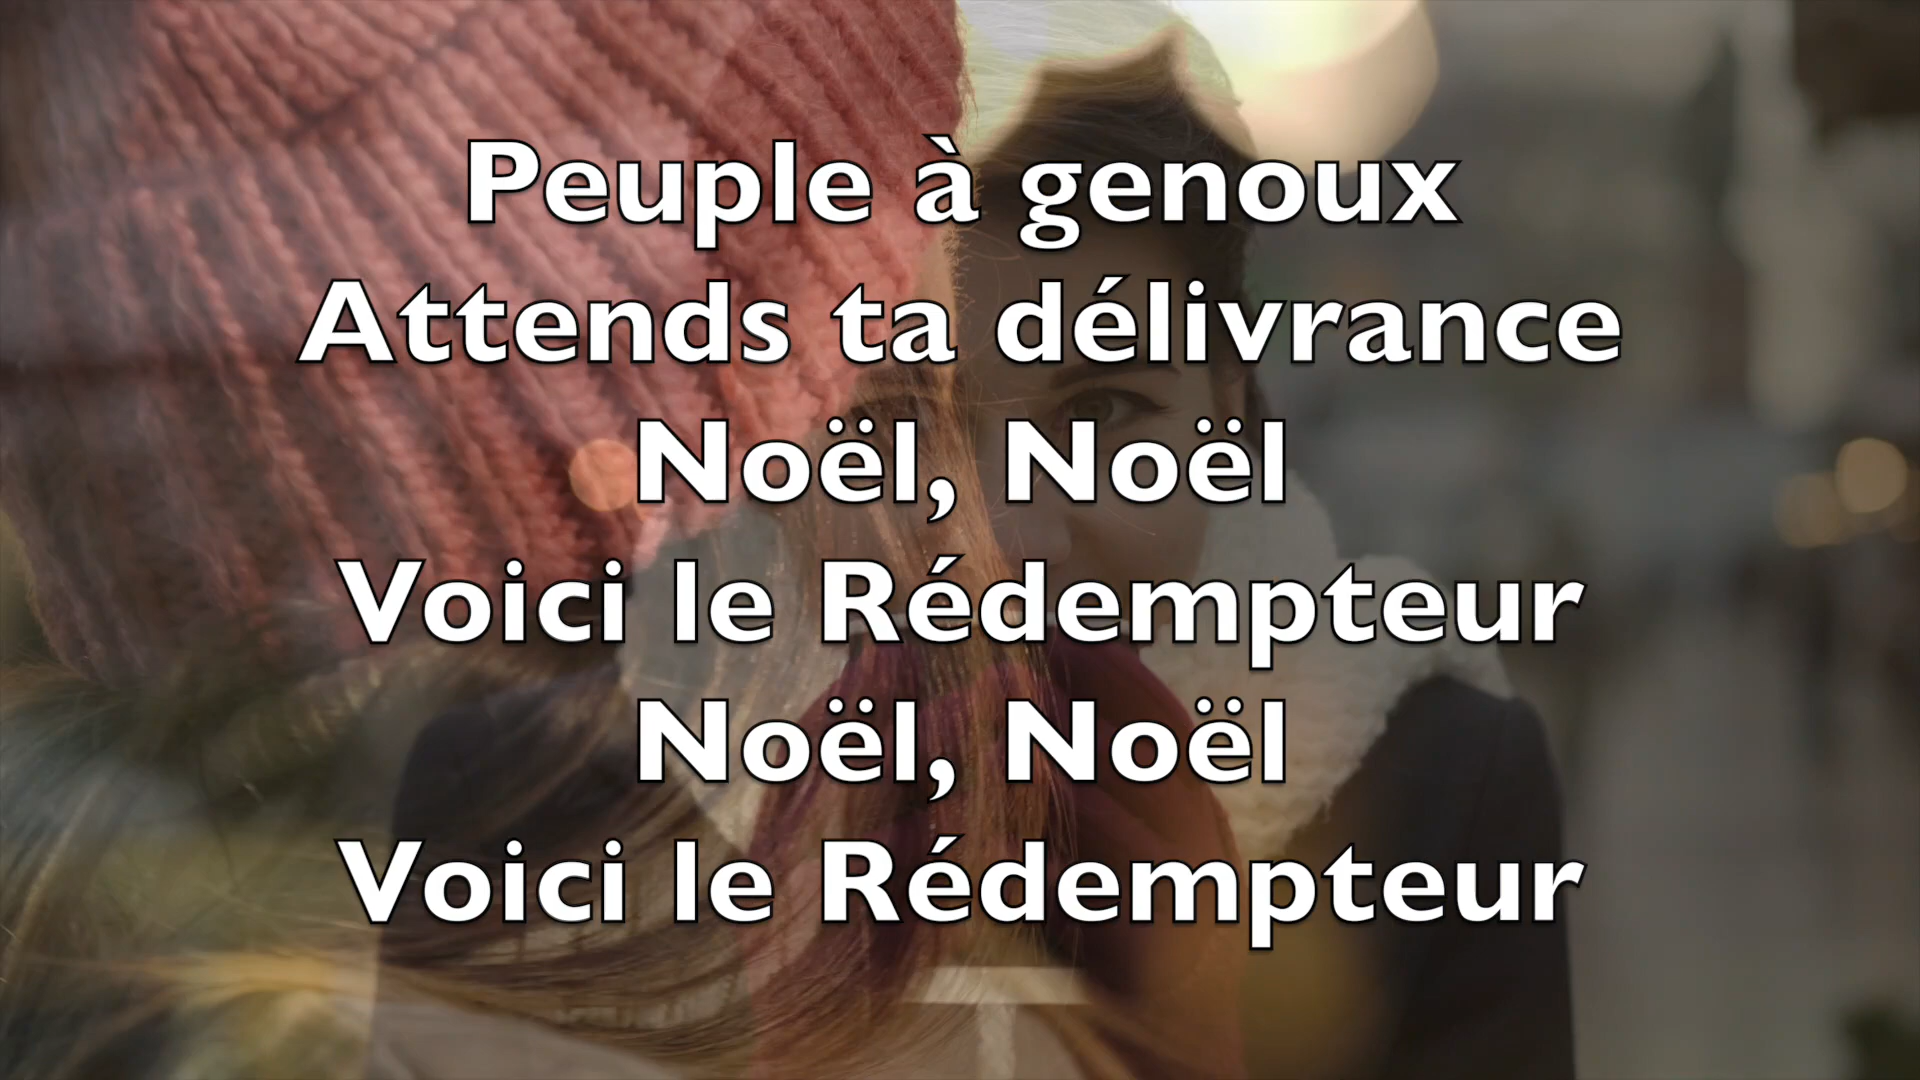 Peuple à genoux
Attends ta délivrance
Noël, Noël
Voici le Rédempteur
Noël, Noël
Voici le Rédempteur